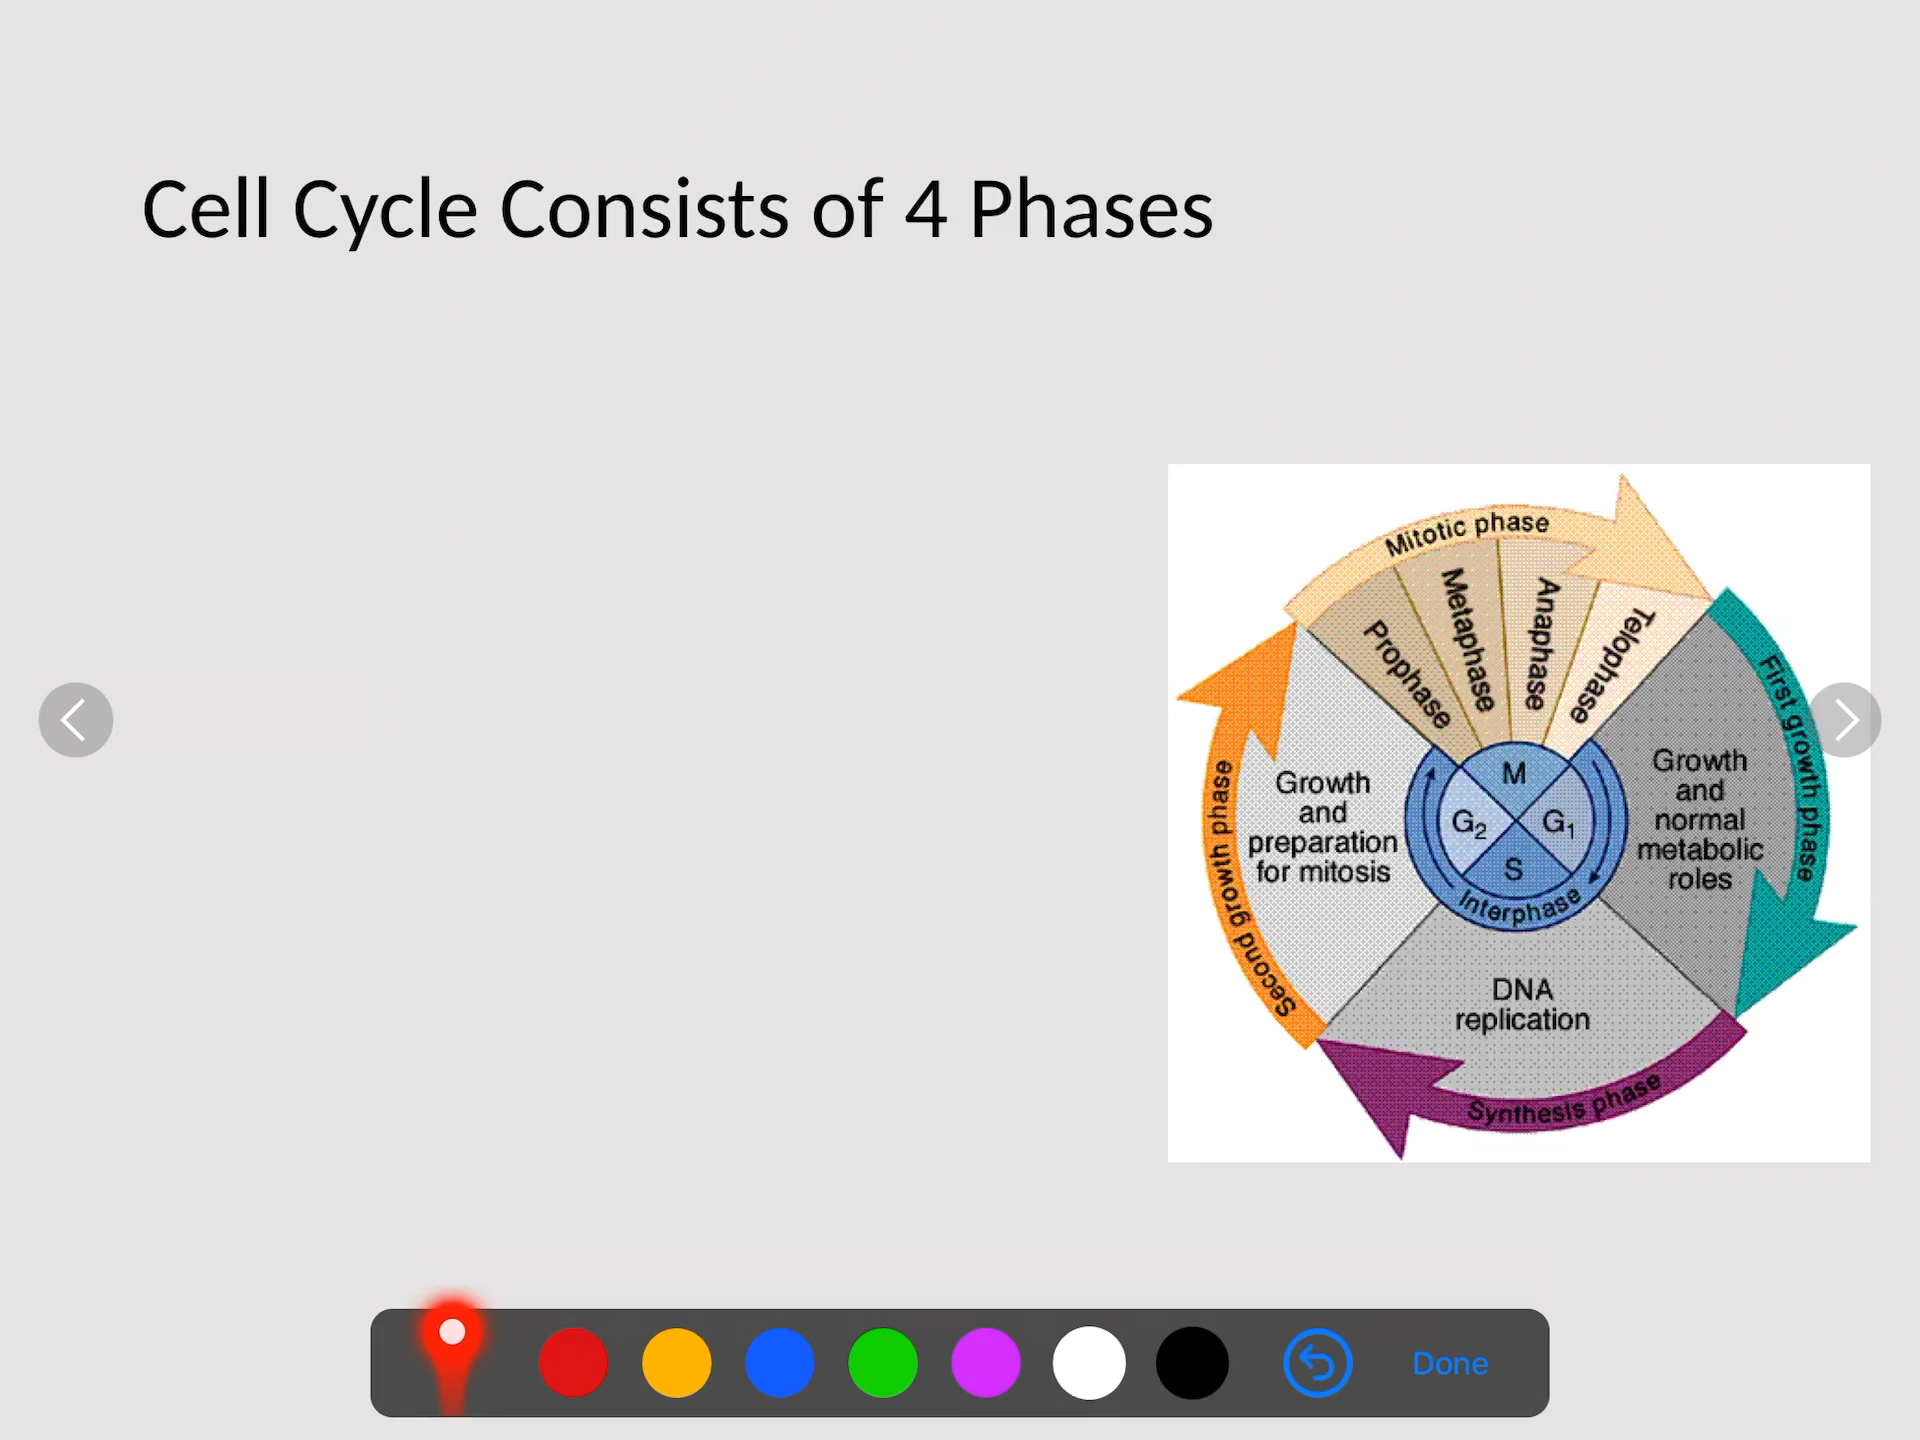 Cell Cycle Consists of 4 Phases
Mitotic phase
Prophase
Metaphase
Anaphase
Telophase
First growth phase
Growth
and
normal
metabolic
roles
Growth
and
preparation
for mitosis
Second growth phase
M
G₂
G₁
S
Interphase
DNA
replication
Synthesis phase
Done